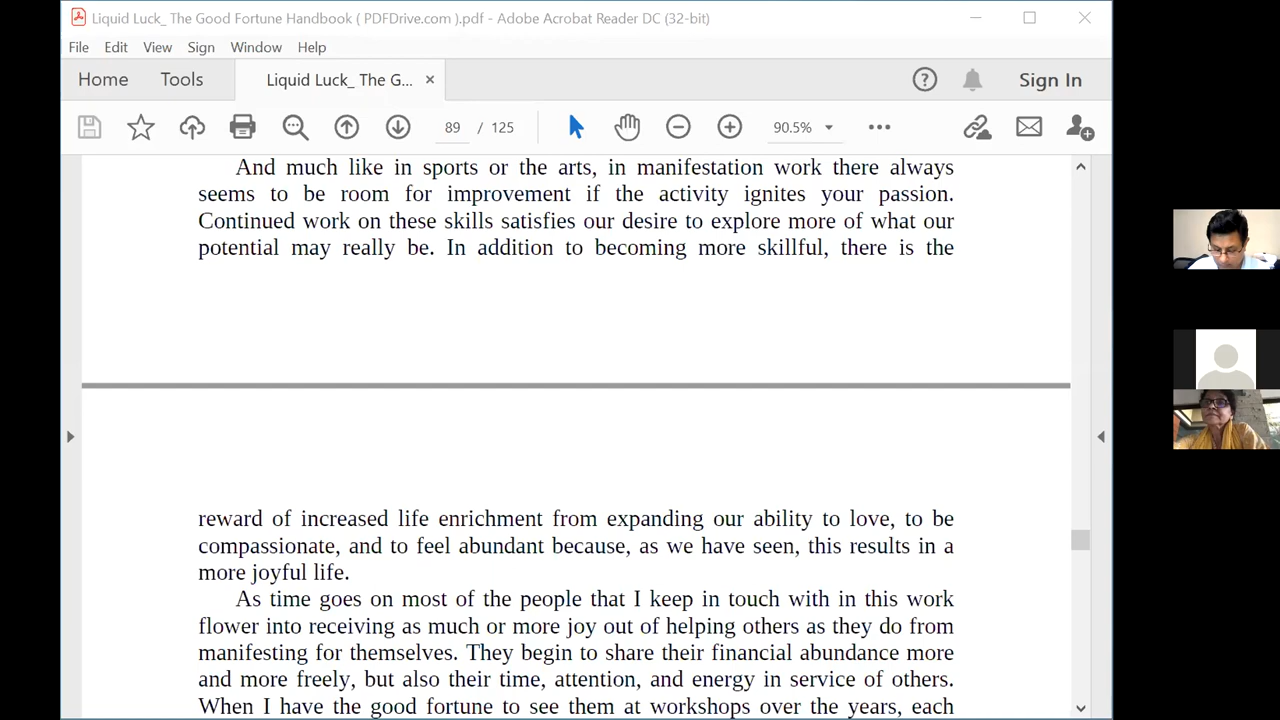 Liquid Luck_ The Good Fortune Handbook ( PDFDrive.com ).pdf - Adobe Acrobat Reader DC (32-bit)
File Edit View Sign Window Help
Home Tools Liquid Luck_ The G... × Sign In
89 / 125 90.5%
And much like in sports or the arts, in manifestation work there always
seems to be room for improvement if the activity ignites your passion.
Continued work on these skills satisfies our desire to explore more of what our
potential may really be. In addition to becoming more skillful, there is the
reward of increased life enrichment from expanding our ability to love, to be
compassionate, and to feel abundant because, as we have seen, this results in a
more joyful life.
As time goes on most of the people that I keep in touch with in this work
flower into receiving as much or more joy out of helping others as they do from
manifesting for themselves. They begin to share their financial abundance more
and more freely, but also their time, attention, and energy in service of others.
When I have the good fortune to see them at workshops over the years, each